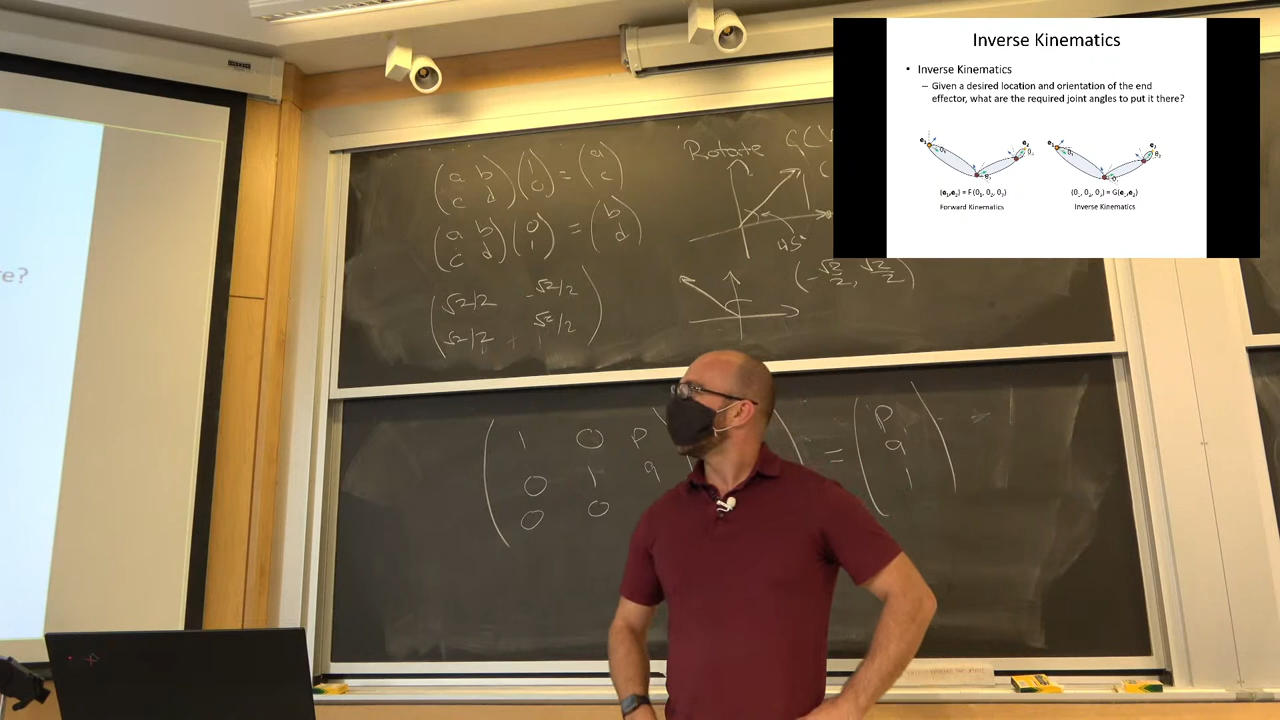 Inverse Kinematics
• Inverse Kinematics
– Given a desired location and orientation of the end
effector, what are the required joint angles to put it there?
Forward Kinematics
Inverse Kinematics
re?
Rotate
45°
(a b) (1) = (a)
(c d) (0) (c)
(a b) (0) = (b)
(c d) (1) (d)
(√2/2 -√2/2)
(√2/2 + √2/2)
(-√2/2, √2/2)
(1 0 p
0 1 q
0 0
= (p
q
1)